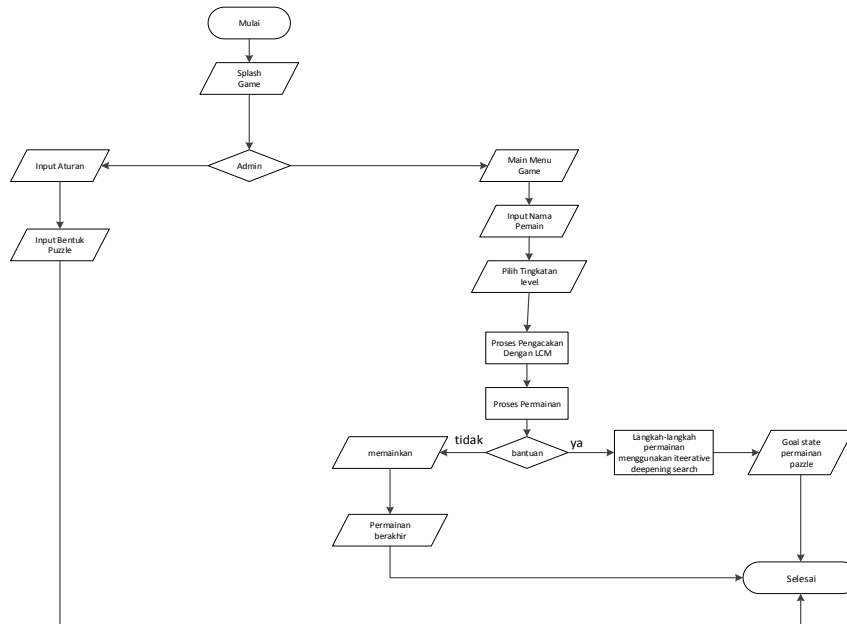 Mulai
Splash
Game
Admin
Input Aturan
Main Menu
Game
Input Nama
Pemain
Input Bentuk
Puzzle
Pilih Tingkatan
level
Proses Pengacakan
Dengan LCM
Proses Permainan
tidak
ya
memainkan
bantuan
Langkah-langkah
permainan
menggunakan iteerative
deepening search
Goal state
permainan
pazzle
Permainan
berakhir
Selesai